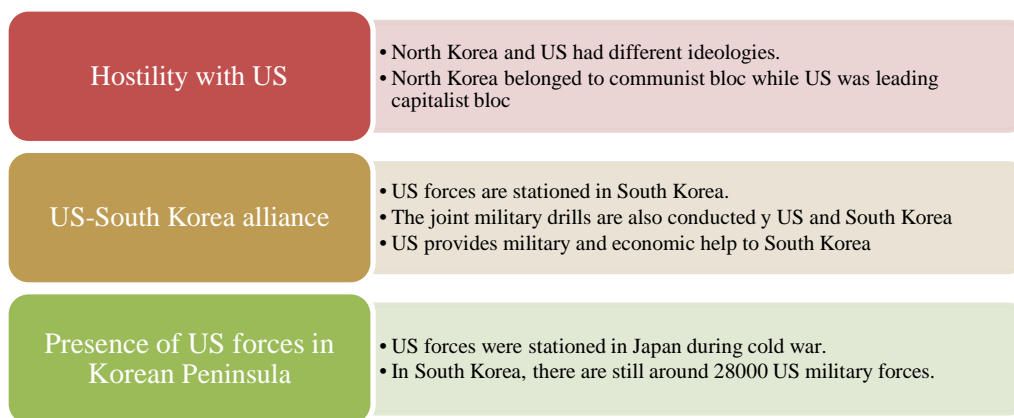 Hostility with US
• North Korea and US had different ideologies.
• North Korea belonged to communist bloc while US was leading
capitalist bloc
US-South Korea alliance
• US forces are stationed in South Korea.
• The joint military drills are also conducted y US and South Korea
• US provides military and economic help to South Korea
Presence of US forces in
Korean Peninsula
• US forces were stationed in Japan during cold war.
• In South Korea, there are still around 28000 US military forces.